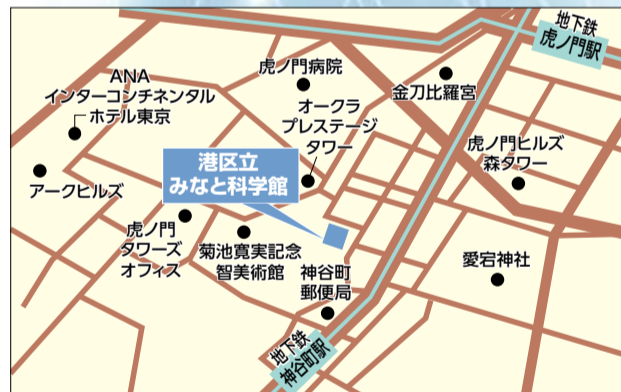 地下鉄
虎ノ門駅
ANA
インターコンチネンタル
ホテル東京
虎ノ門病院
金刀比羅宮
オークラ
プレステージ
タワー
虎ノ門ヒルズ
森タワー
港区立
みなと科学館
アークヒルズ
虎ノ門
タワーズ
オフィス
菊池寛実記念
智美術館
神谷町
郵便局
愛宕神社
地下鉄
神谷町駅